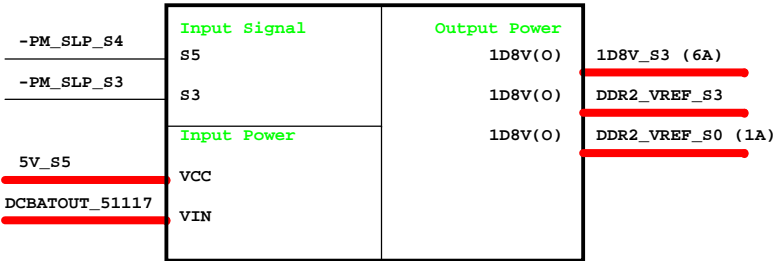 Input Signal
Output Power
-PM_SLP_S4
S5
1D8V(O)
1D8V_S3 (6A)
-PM_SLP_S3
S3
1D8V(O)
DDR2_VREF_S3
Input Power
1D8V(O)
DDR2_VREF_S0 (1A)
5V_S5
VCC
DCBATOUT_51117
VIN